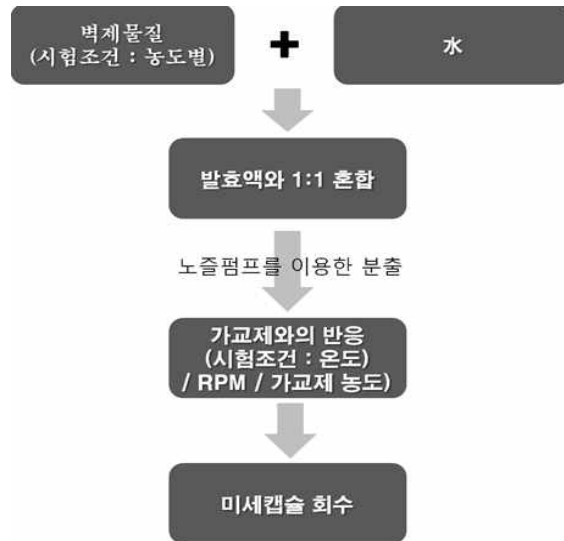 벽제물질
(시험조건 : 농도별)
+
水
발효액와 1:1 혼합
노즐펌프를 이용한 분출
가교제와의 반응
(시험조건 : 온도)
/ RPM / 가교제 농도)
미세캡슐 회수